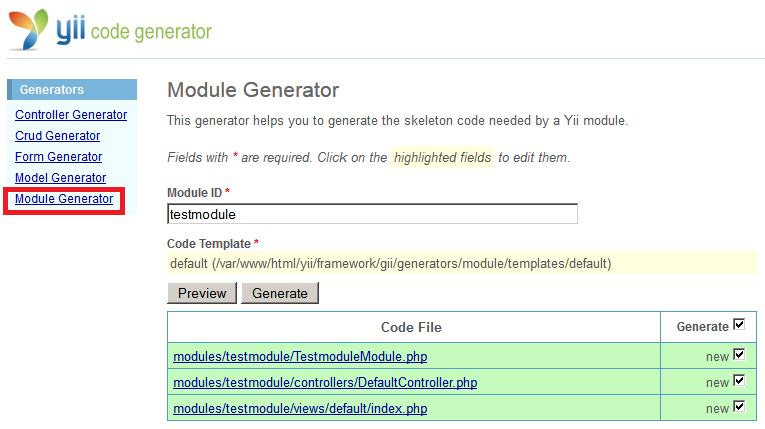 yii code generator
Generators
Controller Generator
Crud Generator
Form Generator
Model Generator
Module Generator
Module Generator
This generator helps you to generate the skeleton code needed by a Yii module.
Fields with * are required. Click on the highlighted fields to edit them.
Module ID *
testmodule
Code Template *
default (/var/www/html/yii/framework/gii/generators/module/templates/default)
Preview Generate
Code File Generate
modules/testmodule/TestmoduleModule.php new
modules/testmodule/controllers/DefaultController.php new
modules/testmodule/views/default/index.php new